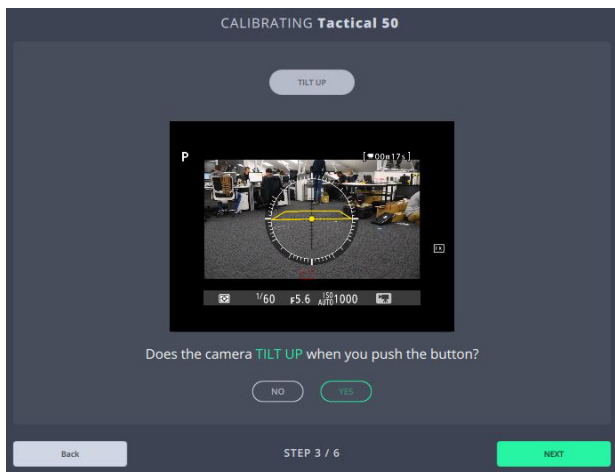 CALIBRATING Tactical 50
TILT UP
P
[00m17s]
1/60 F5.6 ISO AUTO 1000
Does the camera TILT UP when you push the button?
NO YES
Back STEP 3 / 6 NEXT